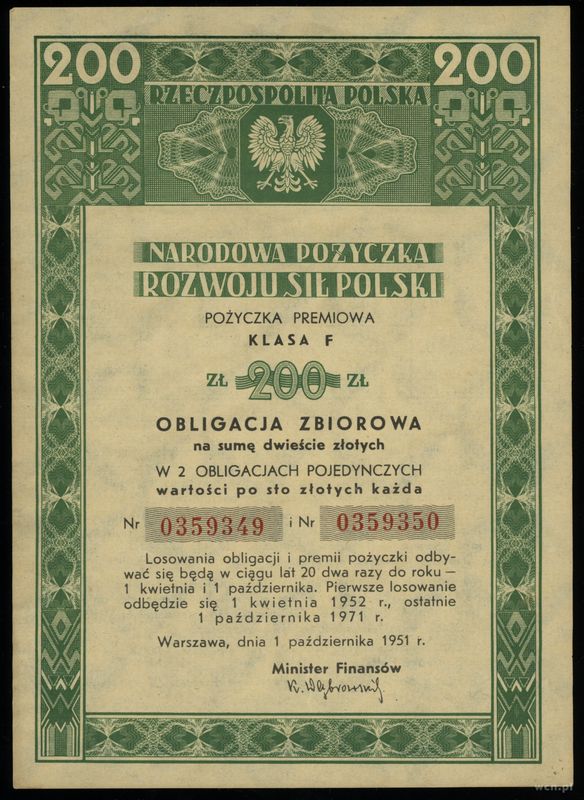 200 200
RZECZPOSPOLITA POLSKA
NARODOWA POŻYCZKA
ROZWOJU SIŁ POLSKI
POŻYCZKA PREMIOWA
KLASA F
ZŁ 200 ZŁ
OBLIGACJA ZBIOROWA
na sumę dwieście złotych
W 2 OBLIGACJACH POJEDYNCZYCH
wartości po sto złotych każda
Nr 0359349 i Nr 0359350
Losowania obligacji i premii pożyczki odby-
wać się będą w ciągu lat 20 dwa razy do roku —
1 kwietnia i 1 października. Pierwsze losowanie
odbędzie się 1 kwietnia 1952 r., ostatnie
1 października 1971 r.
Warszawa, dnia 1 października 1951 r.
Minister Finansów
K. Dąbrowski
wcn.pl